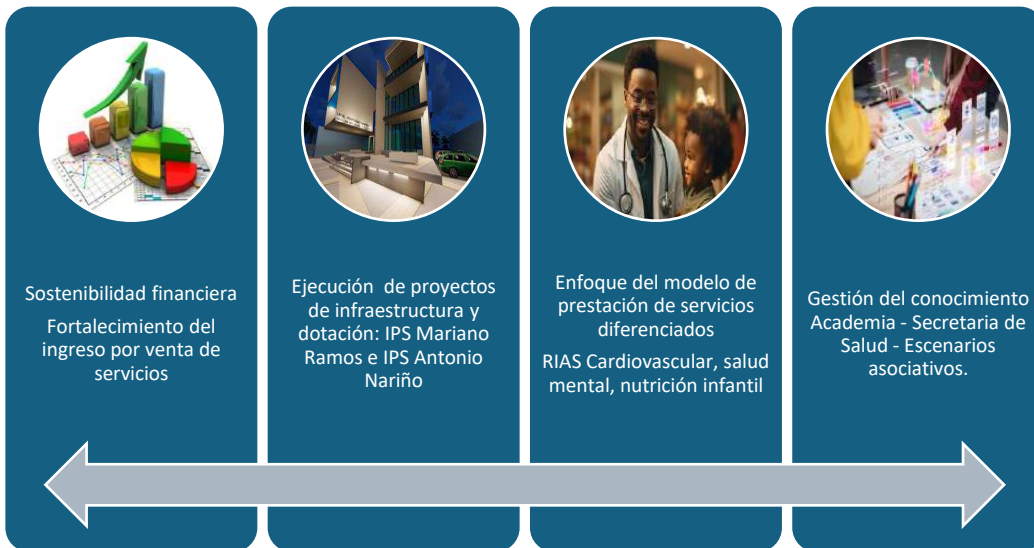 Sostenibilidad financiera
Fortalecimiento del
ingreso por venta de
servicios
Ejecución de proyectos
de infraestructura y
dotación: IPS Mariano
Ramos e IPS Antonio
Nariño
Enfoque del modelo de
prestación de servicios
diferenciados
RIAS Cardiovascular, salud
mental, nutrición infantil
Gestión del conocimiento
Academia - Secretaria de
Salud - Escenarios
asociativos.